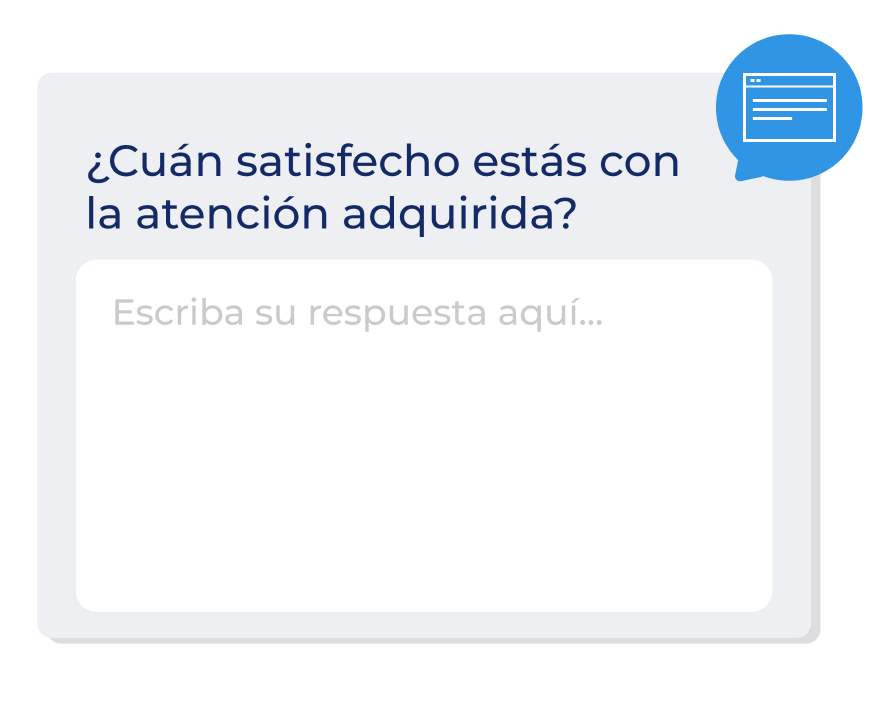 ¿Cuán satisfecho estás con
la atención adquirida?
Escriba su respuesta aquí...